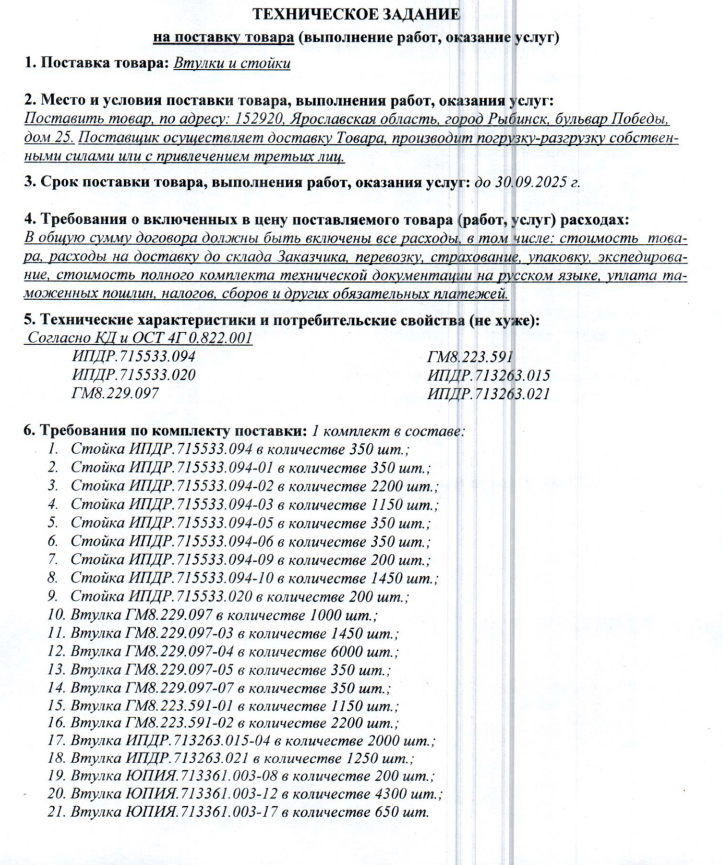 ТЕХНИЧЕСКОЕ ЗАДАНИЕ
на поставку товара (выполнение работ, оказание услуг)
1. Поставка товара: Втулки и стойки
2. Место и условия поставки товара, выполнения работ, оказания услуг:
Поставить товар, по адресу: 152920, Ярославская область, город Рыбинск, бульвар Победы,
дом 25. Поставщик осуществляет доставку Товара, производит погрузку-разгрузку собствен-
ными силами или с привлечением третьих лиц.
3. Срок поставки товара, выполнения работ, оказания услуг: до 30.09.2025 г.
4. Требования о включенных в цену поставляемого товара (работ, услуг) расходах:
В общую сумму договора должны быть включены все расходы, в том числе: стоимость това-
ра, расходы на доставку до склада Заказчика, перевозку, страхование, упаковку, экспедирова-
ние, стоимость полного комплекта технической документации на русском языке, уплата та-
моженных пошлин, налогов, сборов и других обязательных платежей.
5. Технические характеристики и потребительские свойства (не хуже):
Согласно КД и ОСТ 4Г 0.822.001
ИПДР.715533.094 ГМ8.223.591
ИПДР.715533.020 ИПДР.713263.015
ГМ8.229.097 ИПДР.713263.021
6. Требования по комплекту поставки: 1 комплект в составе:
1. Стойка ИПДР.715533.094 в количестве 350 шт.;
2. Стойка ИПДР.715533.094-01 в количестве 350 шт.;
3. Стойка ИПДР.715533.094-02 в количестве 2200 шт.;
4. Стойка ИПДР.715533.094-03 в количестве 1150 шт.;
5. Стойка ИПДР.715533.094-05 в количестве 350 шт.;
6. Стойка ИПДР.715533.094-06 в количестве 350 шт.;
7. Стойка ИПДР.715533.094-09 в количестве 200 шт.;
8. Стойка ИПДР.715533.094-10 в количестве 1450 шт.;
9. Стойка ИПДР.715533.020 в количестве 200 шт.;
10. Втулка ГМ8.229.097 в количестве 1000 шт.;
11. Втулка ГМ8.229.097-03 в количестве 1450 шт.;
12. Втулка ГМ8.229.097-04 в количестве 6000 шт.;
13. Втулка ГМ8.229.097-05 в количестве 350 шт.;
14. Втулка ГМ8.229.097-07 в количестве 350 шт.;
15. Втулка ГМ8.223.591-01 в количестве 1150 шт.;
16. Втулка ГМ8.223.591-02 в количестве 2200 шт.;
17. Втулка ИПДР.713263.015-04 в количестве 2000 шт.;
18. Втулка ИПДР.713263.021 в количестве 1250 шт.;
19. Втулка ЮПИЯ.713361.003-08 в количестве 200 шт.;
20. Втулка ЮПИЯ.713361.003-12 в количестве 4300 шт.;
21. Втулка ЮПИЯ.713361.003-17 в количестве 650 шт.